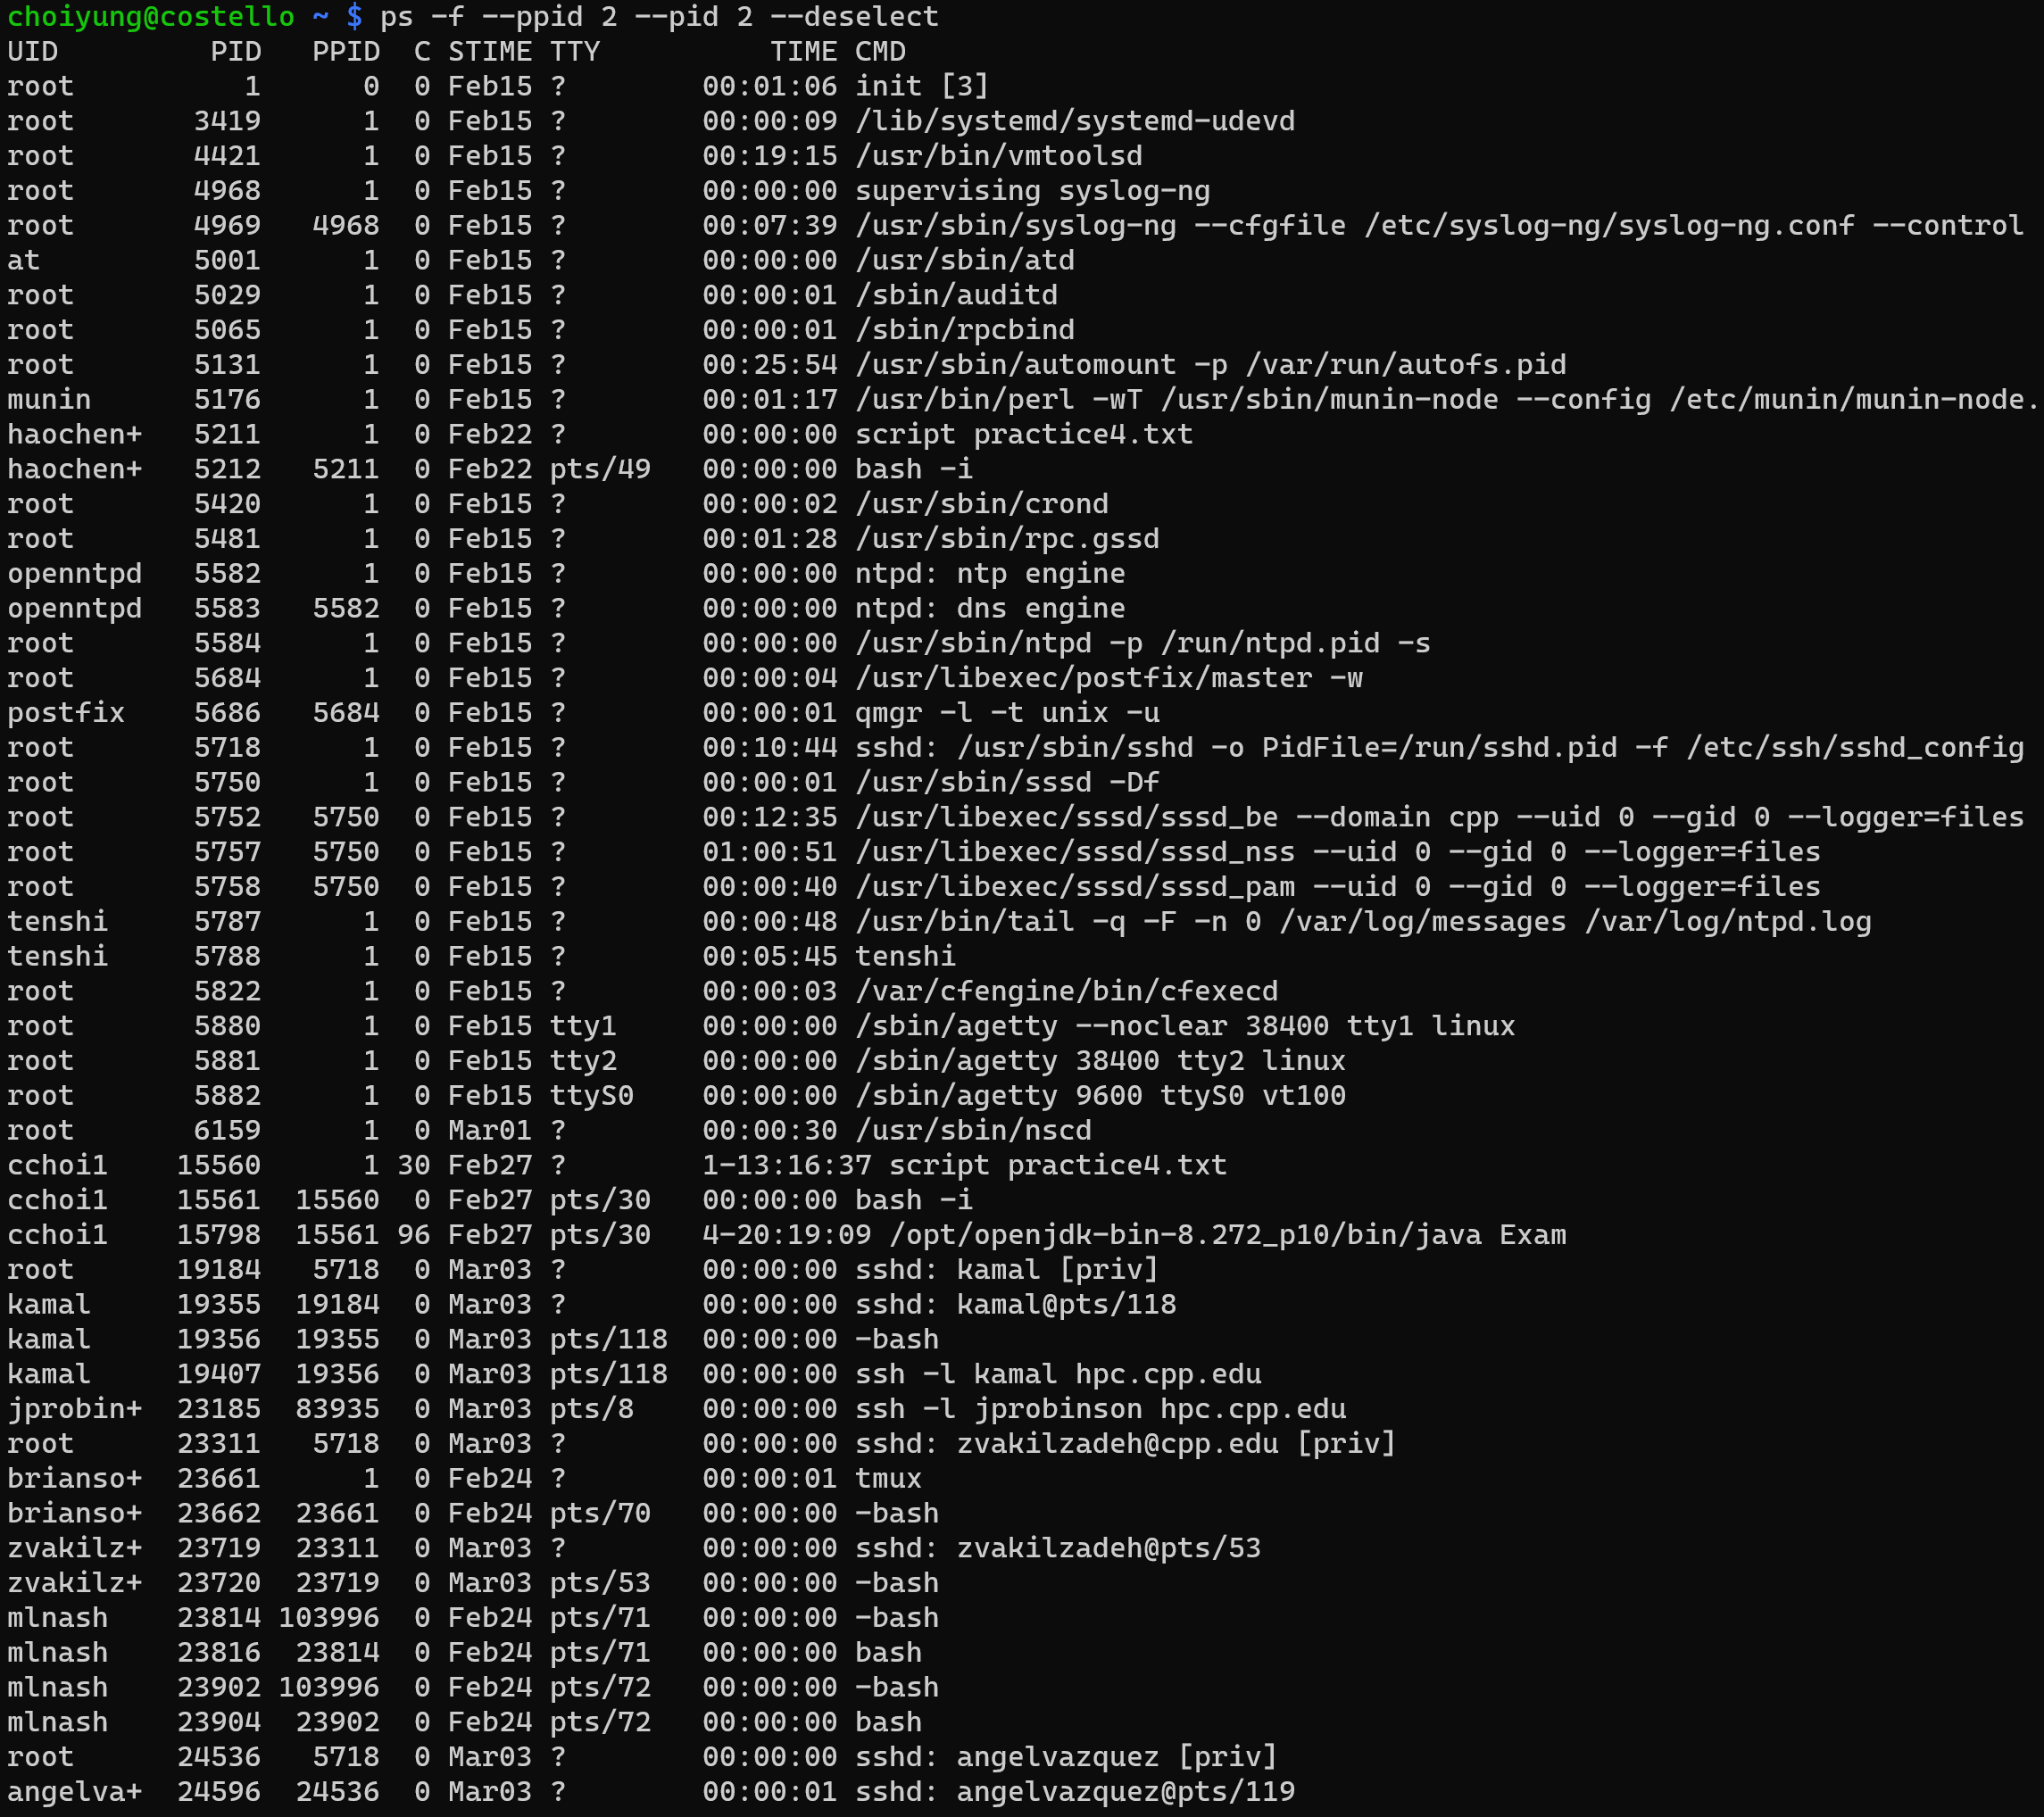 choiyung@costello ~ $ ps -f --ppid 2 --pid 2 --deselect
UID         PID   PPID  C STIME TTY          TIME CMD
root          1      0  0 Feb15 ?        00:01:06 init [3]
root       3419      1  0 Feb15 ?        00:00:09 /lib/systemd/systemd-udevd
root       4421      1  0 Feb15 ?        00:19:15 /usr/bin/vmtoolsd
root       4968      1  0 Feb15 ?        00:00:00 supervising syslog-ng
root       4969   4968  0 Feb15 ?        00:07:39 /usr/sbin/syslog-ng --cfgfile /etc/syslog-ng/syslog-ng.conf --control
at         5001      1  0 Feb15 ?        00:00:00 /usr/sbin/atd
root       5029      1  0 Feb15 ?        00:00:01 /sbin/auditd
root       5065      1  0 Feb15 ?        00:00:01 /sbin/rpcbind
root       5131      1  0 Feb15 ?        00:25:54 /usr/sbin/automount -p /var/run/autofs.pid
munin      5176      1  0 Feb15 ?        00:01:17 /usr/bin/perl -wT /usr/sbin/munin-node --config /etc/munin/munin-node.
haochen+   5211      1  0 Feb22 ?        00:00:00 script practice4.txt
haochen+   5212   5211  0 Feb22 pts/49   00:00:00 bash -i
root       5420      1  0 Feb15 ?        00:00:02 /usr/sbin/crond
root       5481      1  0 Feb15 ?        00:01:28 /usr/sbin/rpc.gssd
openntpd   5582      1  0 Feb15 ?        00:00:00 ntpd: ntp engine
openntpd   5583   5582  0 Feb15 ?        00:00:00 ntpd: dns engine
root       5584      1  0 Feb15 ?        00:00:00 /usr/sbin/ntpd -p /run/ntpd.pid -s
root       5684      1  0 Feb15 ?        00:00:04 /usr/libexec/postfix/master -w
postfix    5686   5684  0 Feb15 ?        00:00:01 qmgr -l -t unix -u
root       5718      1  0 Feb15 ?        00:10:44 sshd: /usr/sbin/sshd -o PidFile=/run/sshd.pid -f /etc/ssh/sshd_config
root       5750      1  0 Feb15 ?        00:00:01 /usr/sbin/sssd -Df
root       5752   5750  0 Feb15 ?        00:12:35 /usr/libexec/sssd/sssd_be --domain cpp --uid 0 --gid 0 --logger=files
root       5757   5750  0 Feb15 ?        01:00:51 /usr/libexec/sssd/sssd_nss --uid 0 --gid 0 --logger=files
root       5758   5750  0 Feb15 ?        00:00:40 /usr/libexec/sssd/sssd_pam --uid 0 --gid 0 --logger=files
tenshi     5787      1  0 Feb15 ?        00:00:48 /usr/bin/tail -q -F -n 0 /var/log/messages /var/log/ntpd.log
tenshi     5788      1  0 Feb15 ?        00:05:45 tenshi
root       5822      1  0 Feb15 ?        00:00:03 /var/cfengine/bin/cfexecd
root       5880      1  0 Feb15 tty1     00:00:00 /sbin/agetty --noclear 38400 tty1 linux
root       5881      1  0 Feb15 tty2     00:00:00 /sbin/agetty 38400 tty2 linux
root       5882      1  0 Feb15 ttyS0    00:00:00 /sbin/agetty 9600 ttyS0 vt100
root       6159      1  0 Mar01 ?        00:00:30 /usr/sbin/nscd
cchoi1    15560      1 30 Feb27 ?        1-13:16:37 script practice4.txt
cchoi1    15561  15560  0 Feb27 pts/30   00:00:00 bash -i
cchoi1    15798  15561 96 Feb27 pts/30   4-20:19:09 /opt/openjdk-bin-8.272_p10/bin/java Exam
root      19184   5718  0 Mar03 ?        00:00:00 sshd: kamal [priv]
kamal     19355  19184  0 Mar03 ?        00:00:00 sshd: kamal@pts/118
kamal     19356  19355  0 Mar03 pts/118  00:00:00 -bash
kamal     19407  19356  0 Mar03 pts/118  00:00:00 ssh -l kamal hpc.cpp.edu
jprobin+  23185  83935  0 Mar03 pts/8    00:00:00 ssh -l jprobinson hpc.cpp.edu
root      23311   5718  0 Mar03 ?        00:00:00 sshd: zvakilzadeh@cpp.edu [priv]
brianso+  23661      1  0 Feb24 ?        00:00:01 tmux
brianso+  23662  23661  0 Feb24 pts/70   00:00:00 -bash
zvakilz+  23719  23311  0 Mar03 ?        00:00:00 sshd: zvakilzadeh@pts/53
zvakilz+  23720  23719  0 Mar03 pts/53   00:00:00 -bash
mlnash    23814 103996  0 Feb24 pts/71   00:00:00 -bash
mlnash    23816  23814  0 Feb24 pts/71   00:00:00 bash
mlnash    23902 103996  0 Feb24 pts/72   00:00:00 -bash
mlnash    23904  23902  0 Feb24 pts/72   00:00:00 bash
root      24536   5718  0 Mar03 ?        00:00:00 sshd: angelvazquez [priv]
angelva+  24596  24536  0 Mar03 ?        00:00:01 sshd: angelvazquez@pts/119